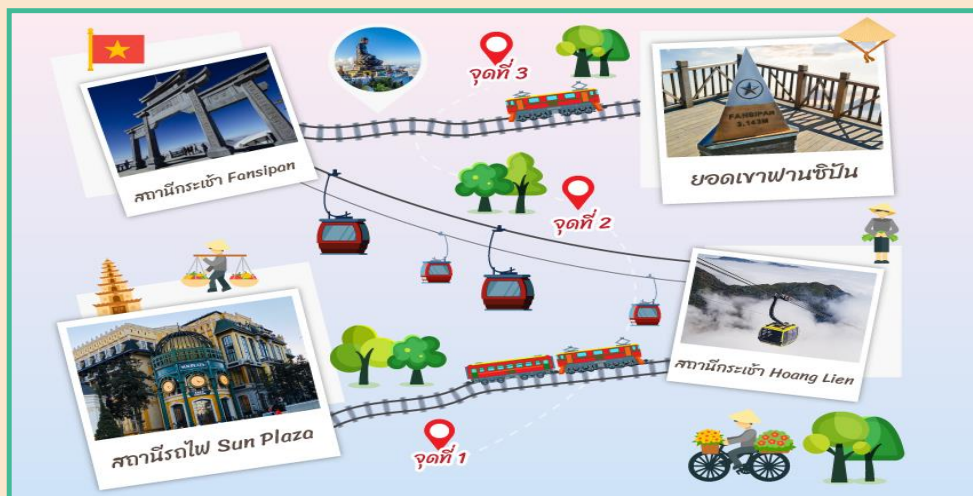 จุดที่ 3
สถานีกระเช้า Fansipan
FANSIPAN
3.143M
ยอดเขาฟานซิปัน
จุดที่ 2
สถานีรถไฟ Sun Plaza
สถานีกระเช้า Hoang Lien
จุดที่ 1